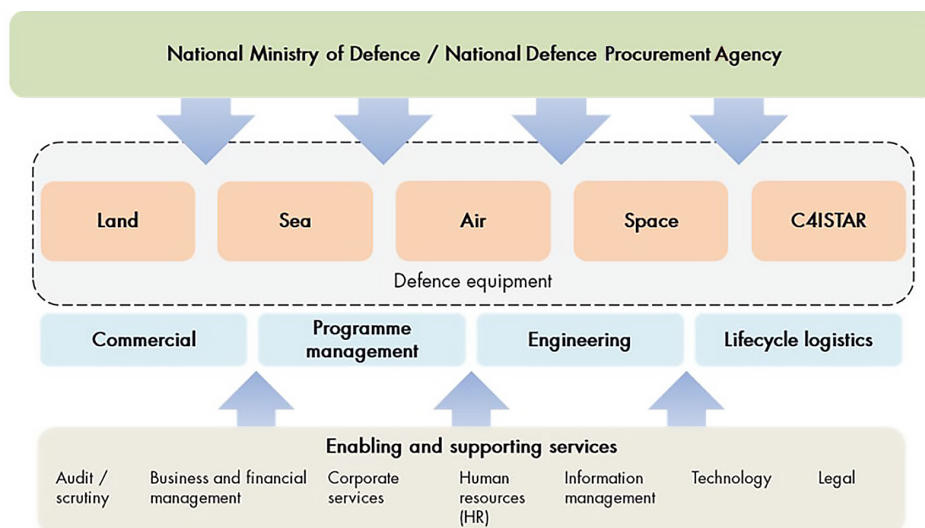 National Ministry of Defence / National Defence Procurement Agency
Land
Sea
Air
Space
C4ISTAR
Defence equipment
Commercial
Programme
management
Engineering
Lifecycle logistics
Enabling and supporting services
Audit /
scrutiny
Business and financial
management
Corporate
services
Human
resources
(HR)
Information
management
Technology
Legal